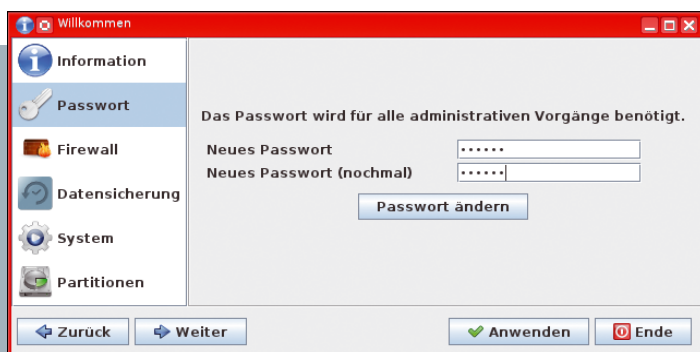 Willkommen
Information
Passwort
Firewall
Datensicherung
System
Partitionen
Das Passwort wird für alle administrativen Vorgänge benötigt.
Neues Passwort ••••••
Neues Passwort (nochmal) ••••••
Passwort ändern
Zurück
Weiter
Anwenden
Ende